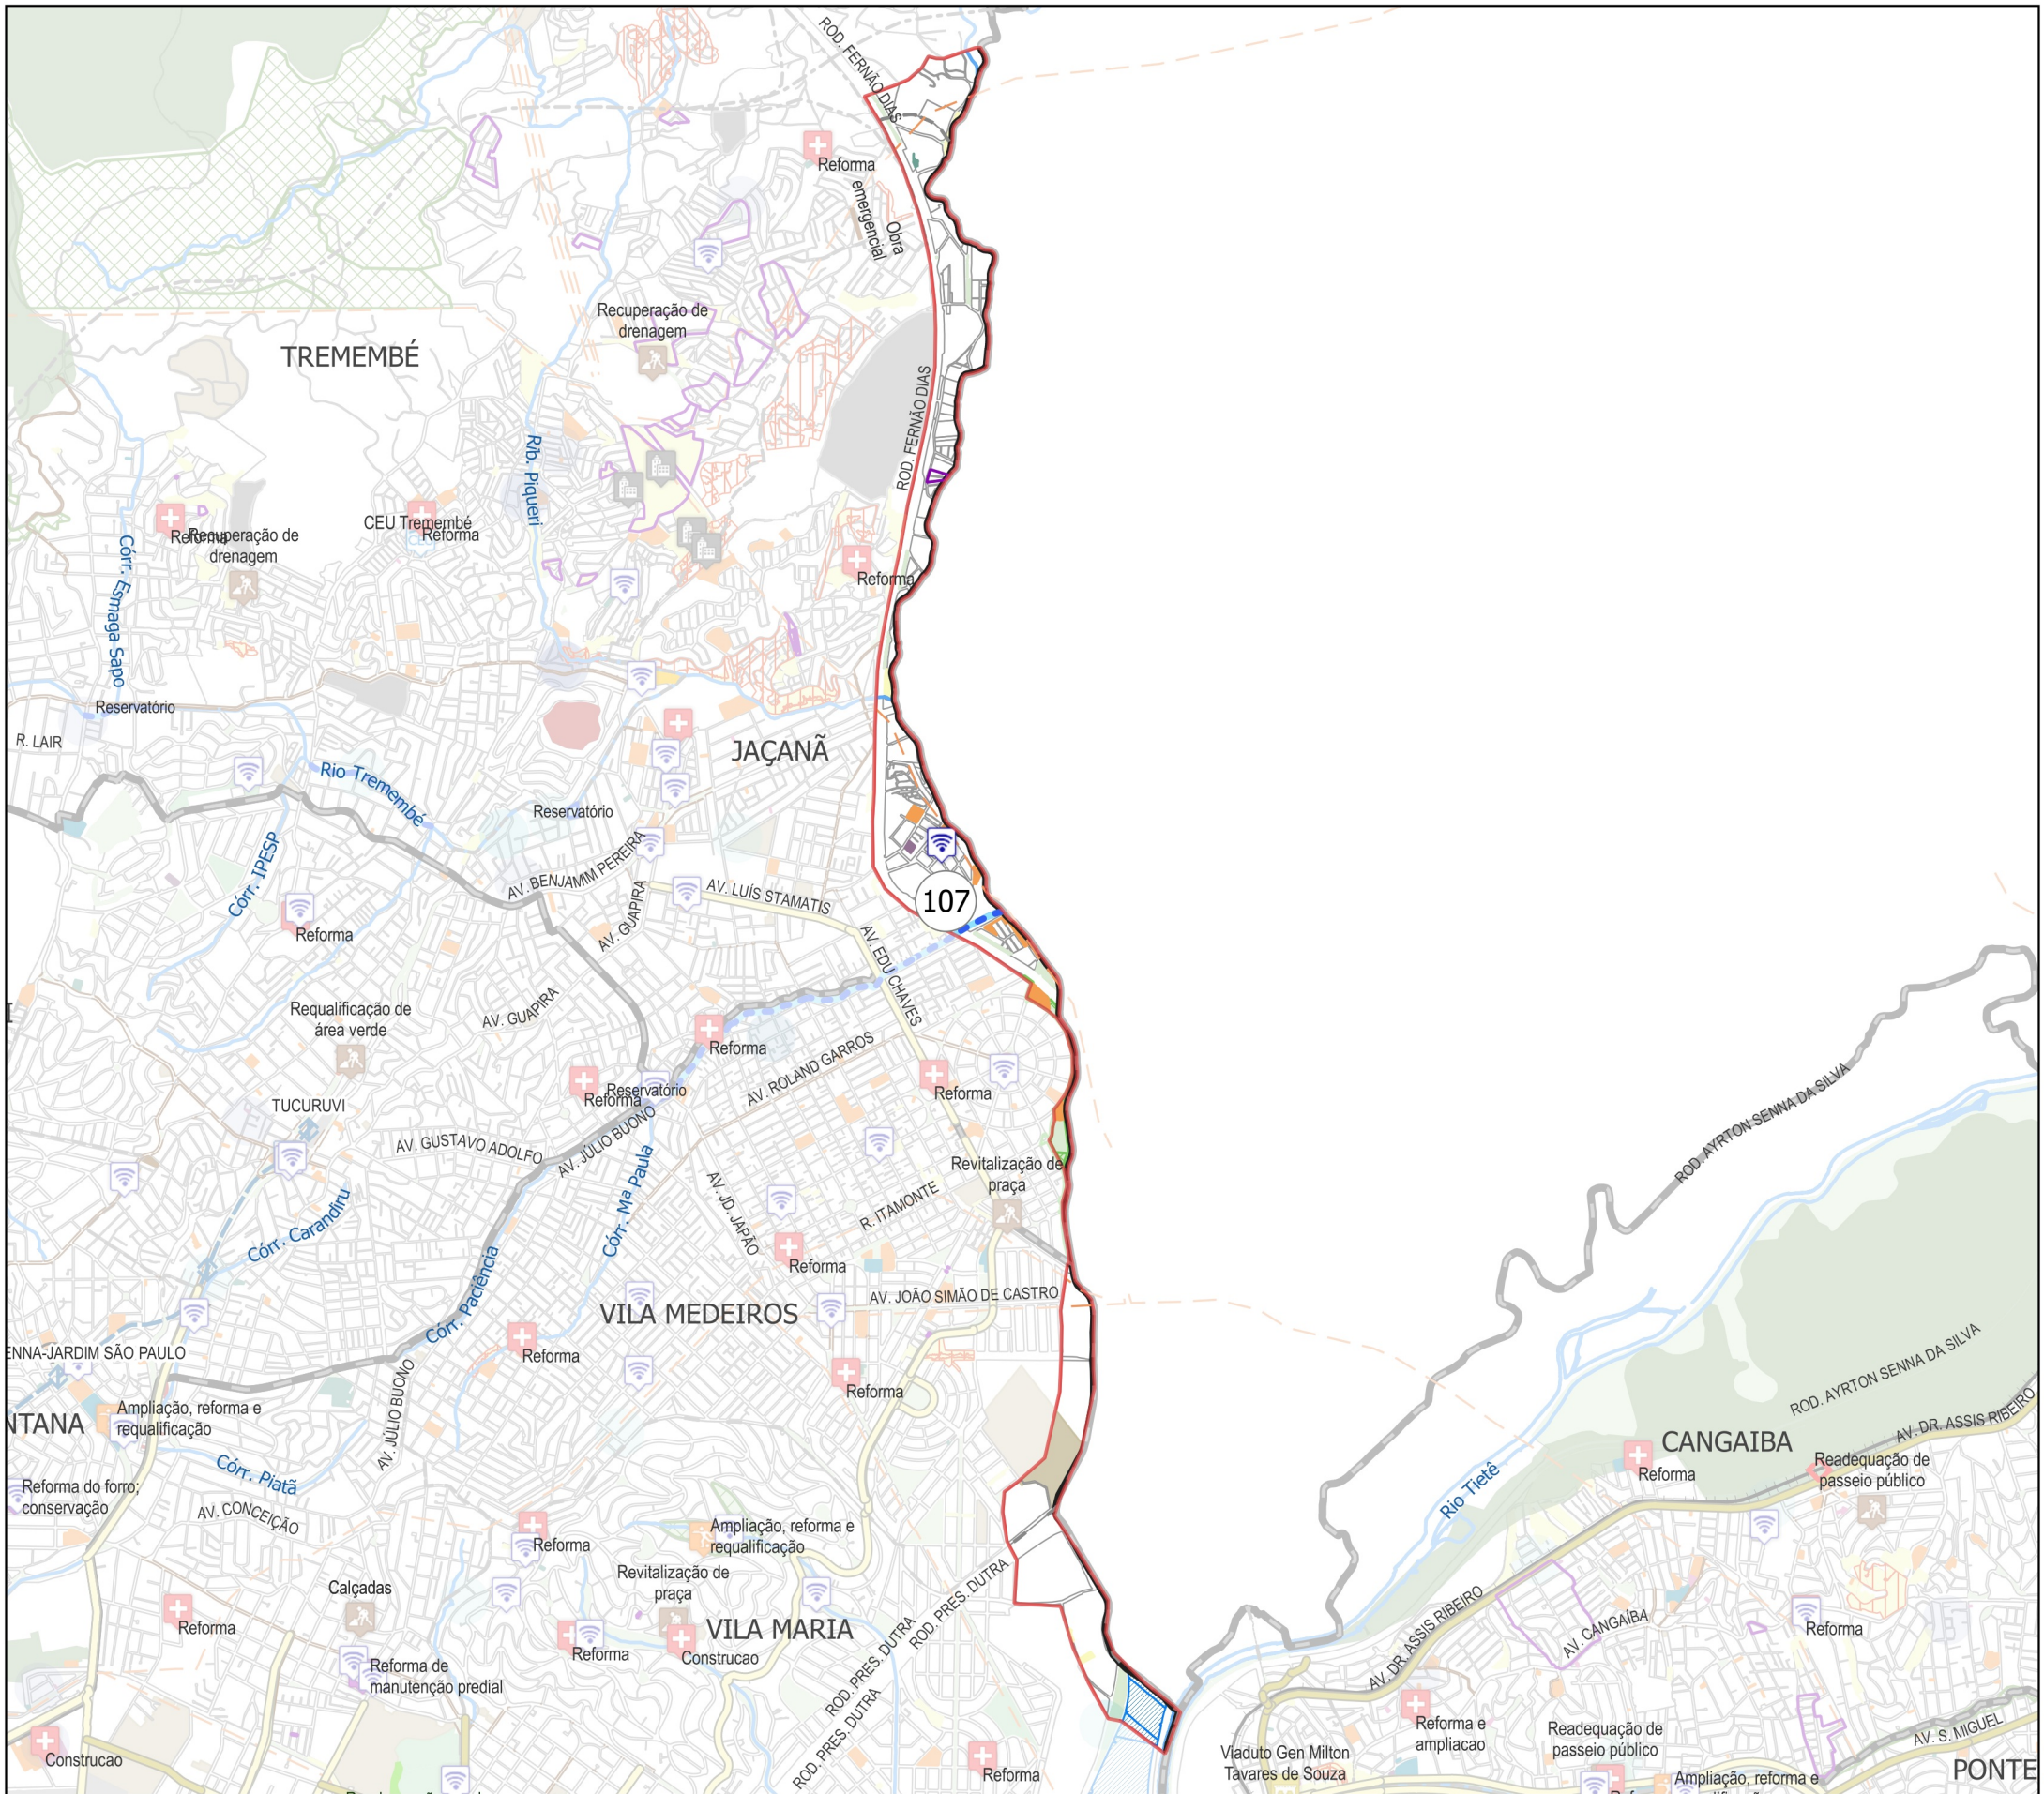 ROD. FERNÃO DIAS
Reforma
Obra
emergencial
Recuperação de
drenagem
TREMEMBÉ
ROD. FERNÃO DIAS
Rib. Piqueri
CEU Tremembé
Reforma
Reforma
Recuperação de
drenagem
Reforma
Córr. Esmaga Sapo
Reservatório
R. LAIR
JAÇANÃ
Rio Tremembé
Reservatório
AV. BENJAMIM PEREIRA
Córr. IPESP
AV. LUÍS STAMATIS
107
AV. GUAPIRA
Reforma
AV. EDU CHAVES
Requalificação de
área verde
AV. GUAPIRA
Reforma
AV. ROLAND GARROS
Reforma
Reservatório
Reforma
TUCURUVI
AV. GUSTAVO ADOLFO
AV. JÚLIO BUONO
Córr. Mª Paula
AV. JD. JAPÃO
Revitalização de
praça
R. ITAMONTE
Córr. Carandiru
Córr. Paciência
Reforma
AV. JOÃO SIMÃO DE CASTRO
VILA MEDEIROS
ROD. AYRTON SENNA DA SILVA
ENNA-JARDIM SÃO PAULO
Reforma
Reforma
AV. JÚLIO BUONO
NTANA
Ampliação, reforma e
requalificação
ROD. AYRTON SENNA DA SILVA
AV. DR. ASSIS RIBEIRO
CANGAIBA
Reforma
Readequação de
passeio público
Córr. Piatã
Reforma do forro;
conservação
AV. CONCEIÇÃO
Rio Tietê
Ampliação, reforma e
requalificação
Reforma
Revitalização de
praça
Calçadas
ROD. PRES. DUTRA
ROD. PRES. DUTRA
ROD. PRES. DUTRA
Reforma
VILA MARIA
Reforma
Construcao
AV. DR. ASSIS RIBEIRO
AV. CANGAÍBA
Reforma
Reforma de
manutenção predial
Reforma e
ampliacao
Readequação de
passeio público
AV. S. MIGUEL
Construcao
Viaduto Gen Milton
Tavares de Souza
Reforma
PONTE
Ampliação, reforma e